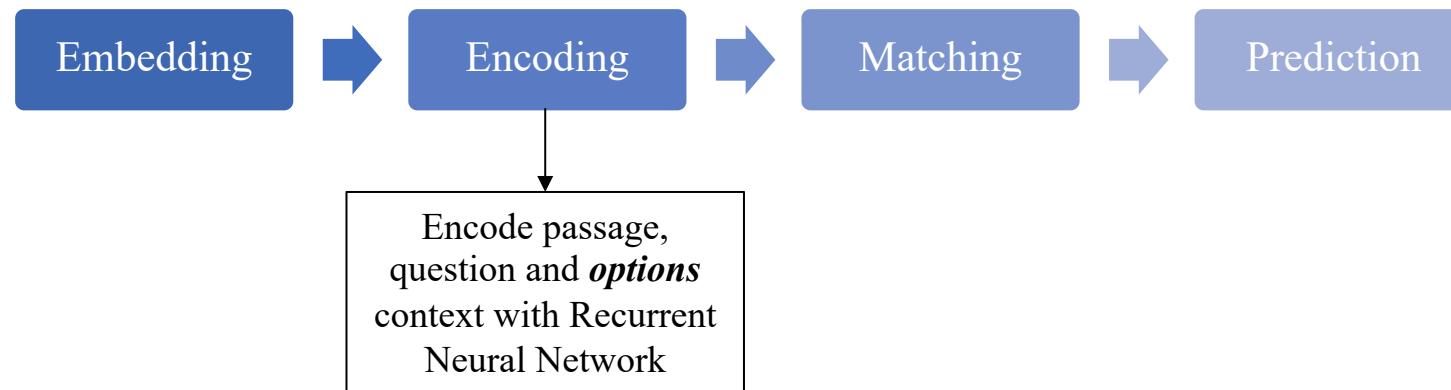 Embedding
Encoding
Matching
Prediction
Encode passage,
question and options
context with Recurrent
Neural Network